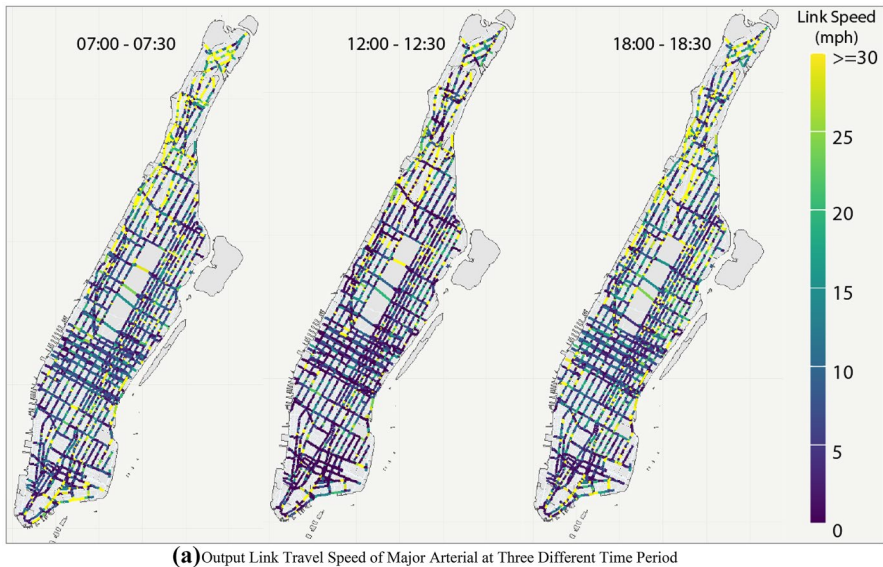 07:00 - 07:30
12:00 - 12:30
18:00 - 18:30
Link Speed
(mph)
>=30
25
20
15
10
5
0
(a) Output Link Travel Speed of Major Arterial at Three Different Time Period